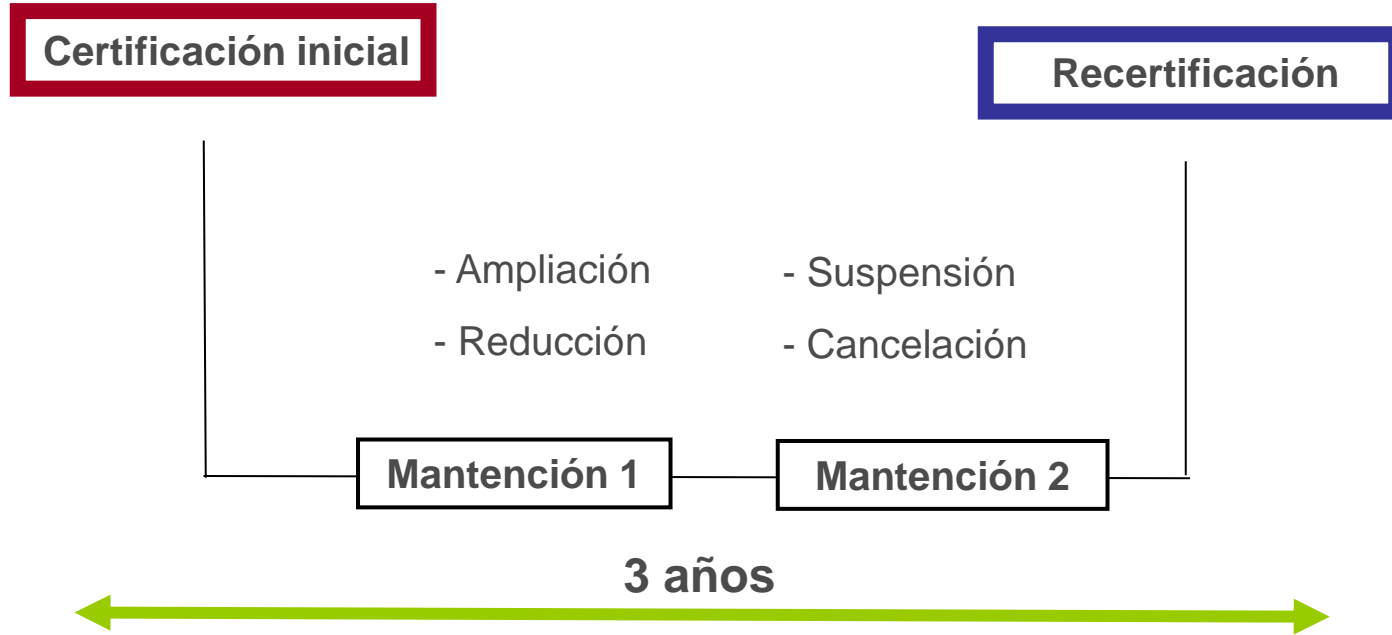 Certificación inicial
Recertificación
- Ampliación
- Suspensión
- Reducción
- Cancelación
Mantención 1
Mantención 2
3 años